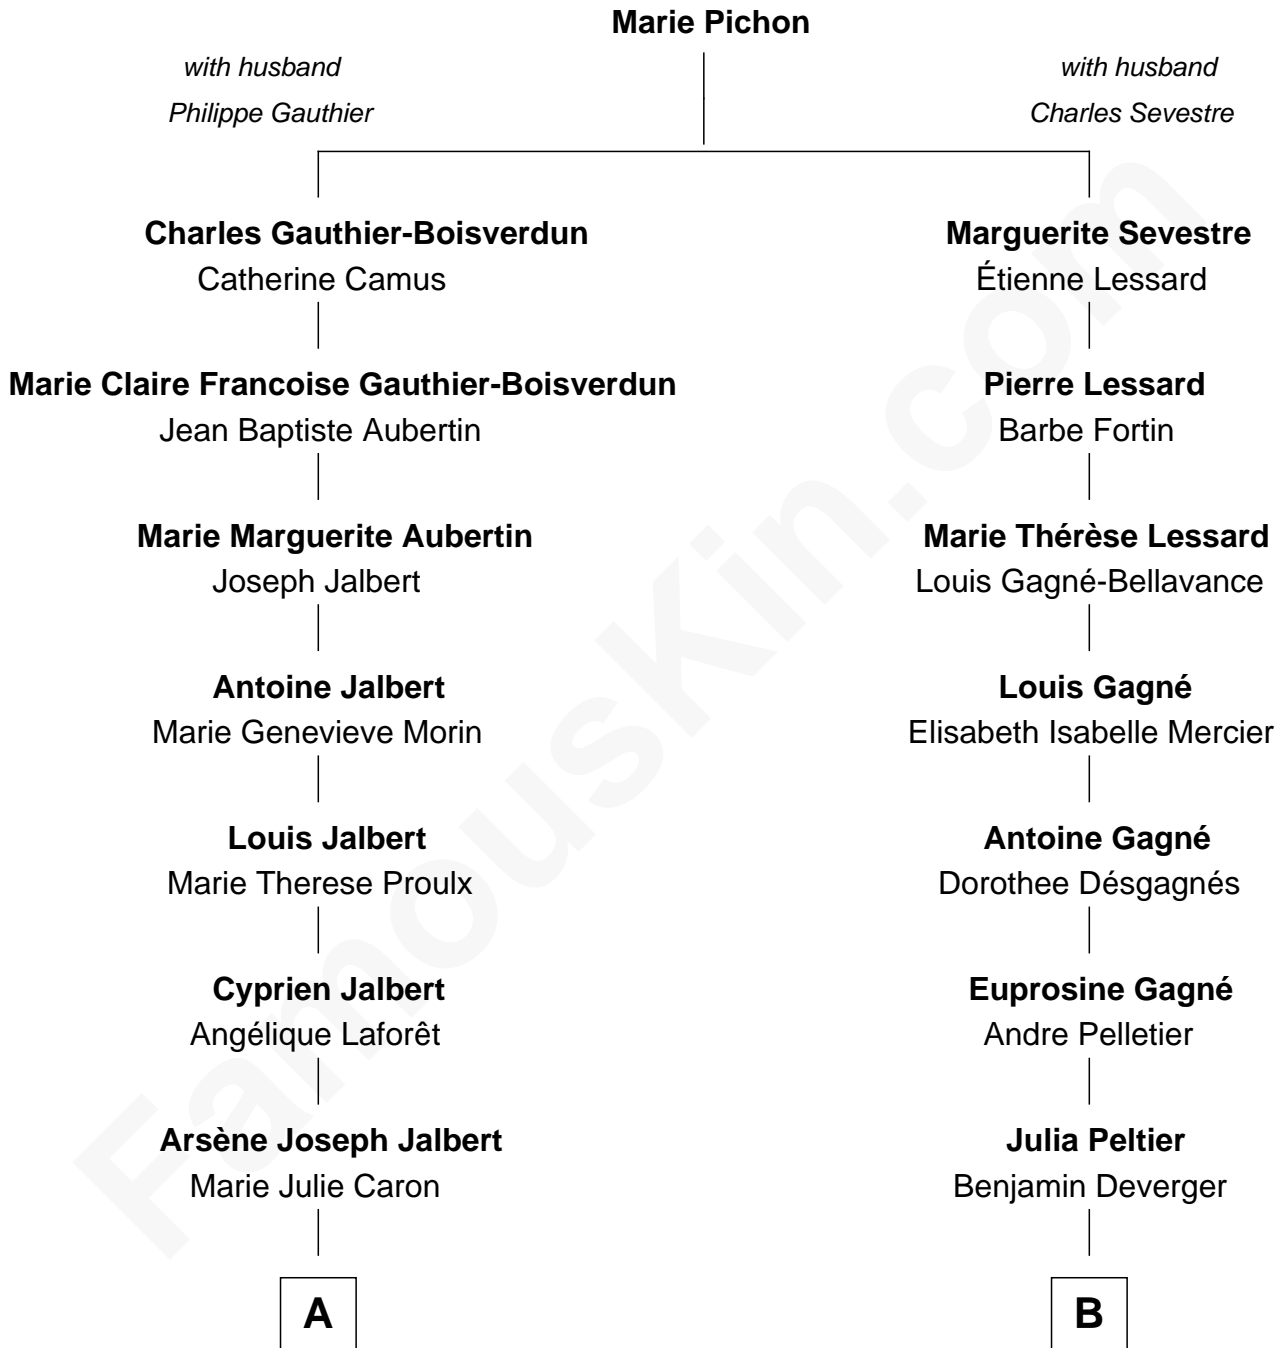 Marie Pichon
with husband
Philippe Gauthier
with husband
Charles Sevestre
Charles Gauthier-Boisverdun
Catherine Camus
Marguerite Sevestre
Étienne Lessard
Marie Claire Francoise Gauthier-Boisverdun
Jean Baptiste Aubertin
Pierre Lessard
Barbe Fortin
Marie Marguerite Aubertin
Joseph Jalbert
Marie Thérèse Lessard
Louis Gagné-Bellavance
Antoine Jalbert
Marie Genevieve Morin
Louis Gagné
Elisabeth Isabelle Mercier
Louis Jalbert
Marie Therese Proulx
Antoine Gagné
Dorothee Désgagnés
Cyprien Jalbert
Angélique Laforêt
Euprosine Gagné
Andre Pelletier
Arsène Joseph Jalbert
Marie Julie Caron
Julia Peltier
Benjamin Deverger
A
B
FamousKin.com